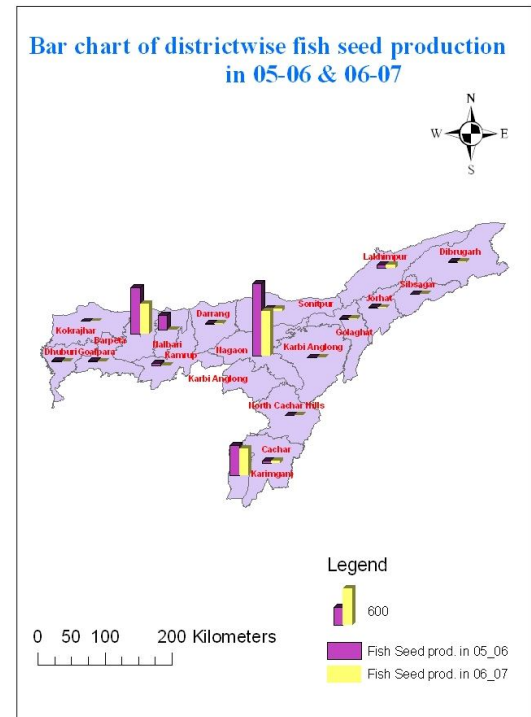 Bar chart of districtwise fish seed production
in 05-06 & 06-07
N
W E
S
Lakhimpur
Dibrugarh
Sibsagar
Sonitpur
Jorhat
Darrang
Golaghat
Kokrajhar
Barpeta
Nalbari
Nagaon
Karbi Anglong
Dhuburi
Goalpara
Kamrup
Karbi Anglong
North Cachar Hills
Cachar
Karimganj
Legend
600
0 50 100 200 Kilometers
Fish Seed prod. in 05_06
Fish Seed prod. in 06_07